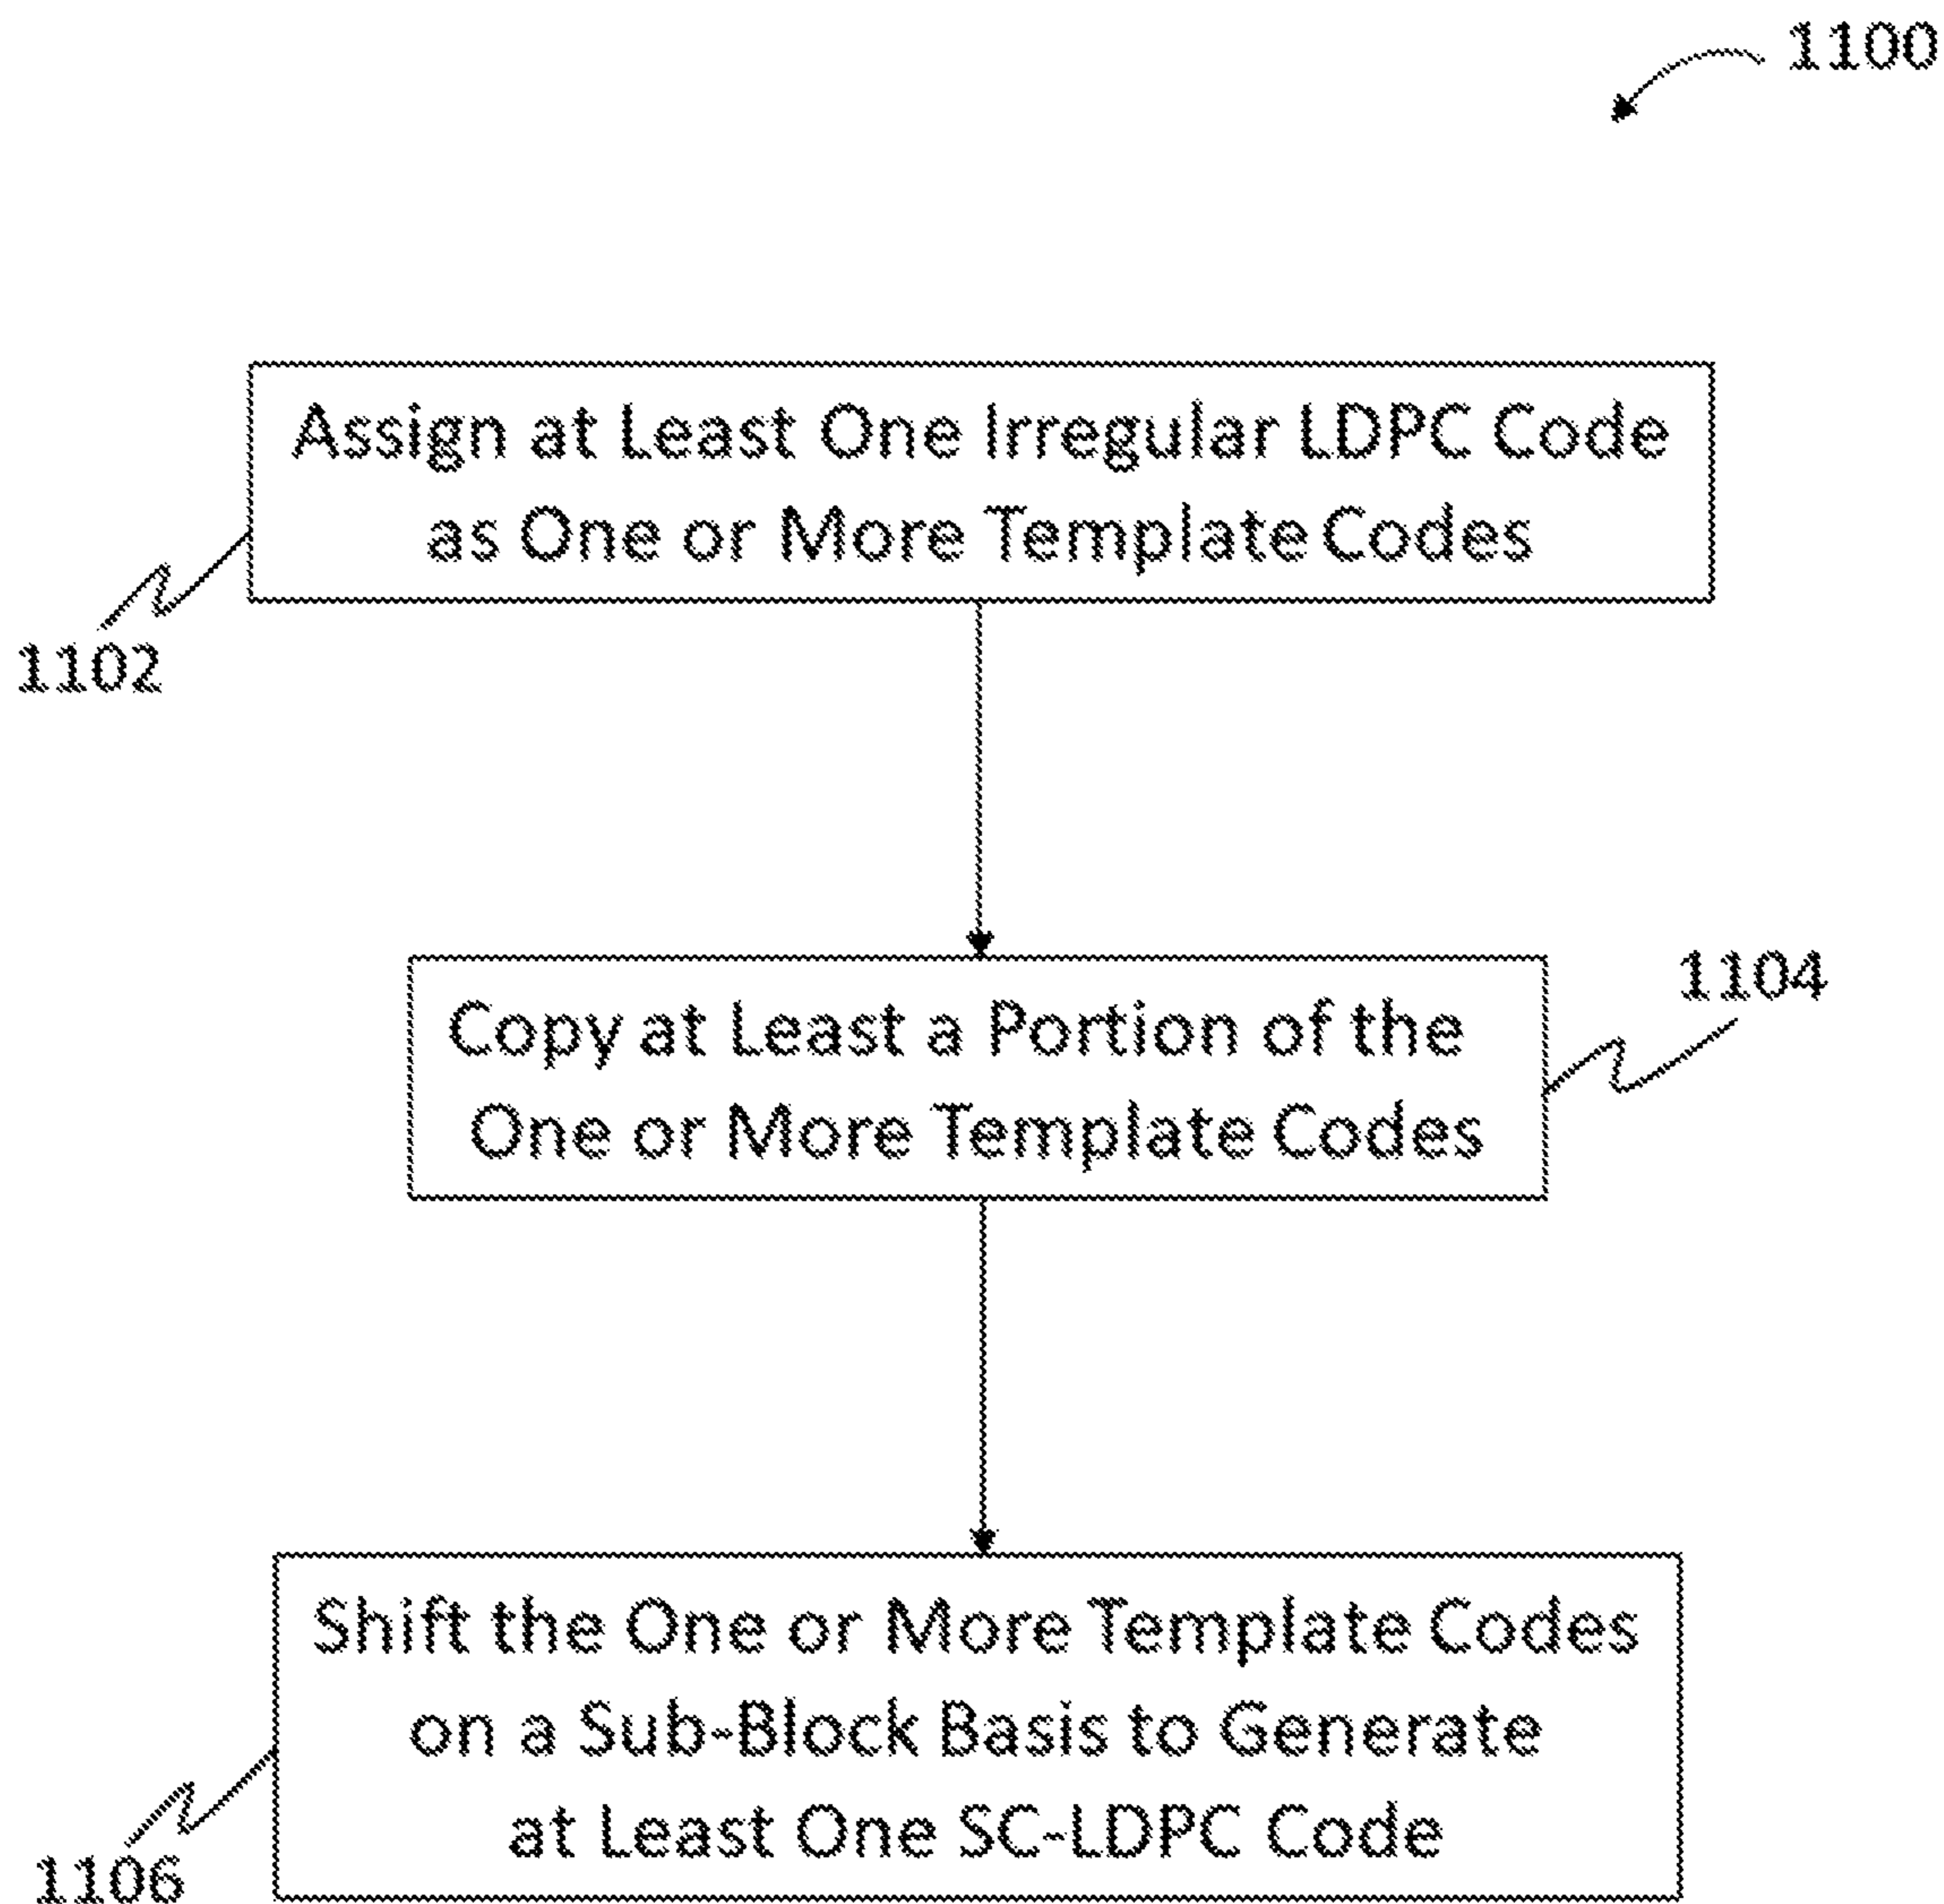 1100
Assign at Least One Irregular LDPC Code
as One or More Template Codes
1102
Copy at Least a Portion of the
One or More Template Codes
1104
Shift the One or More Template Codes
on a Sub-Block Basis to Generate
at Least One SC-LDPC Code
1106